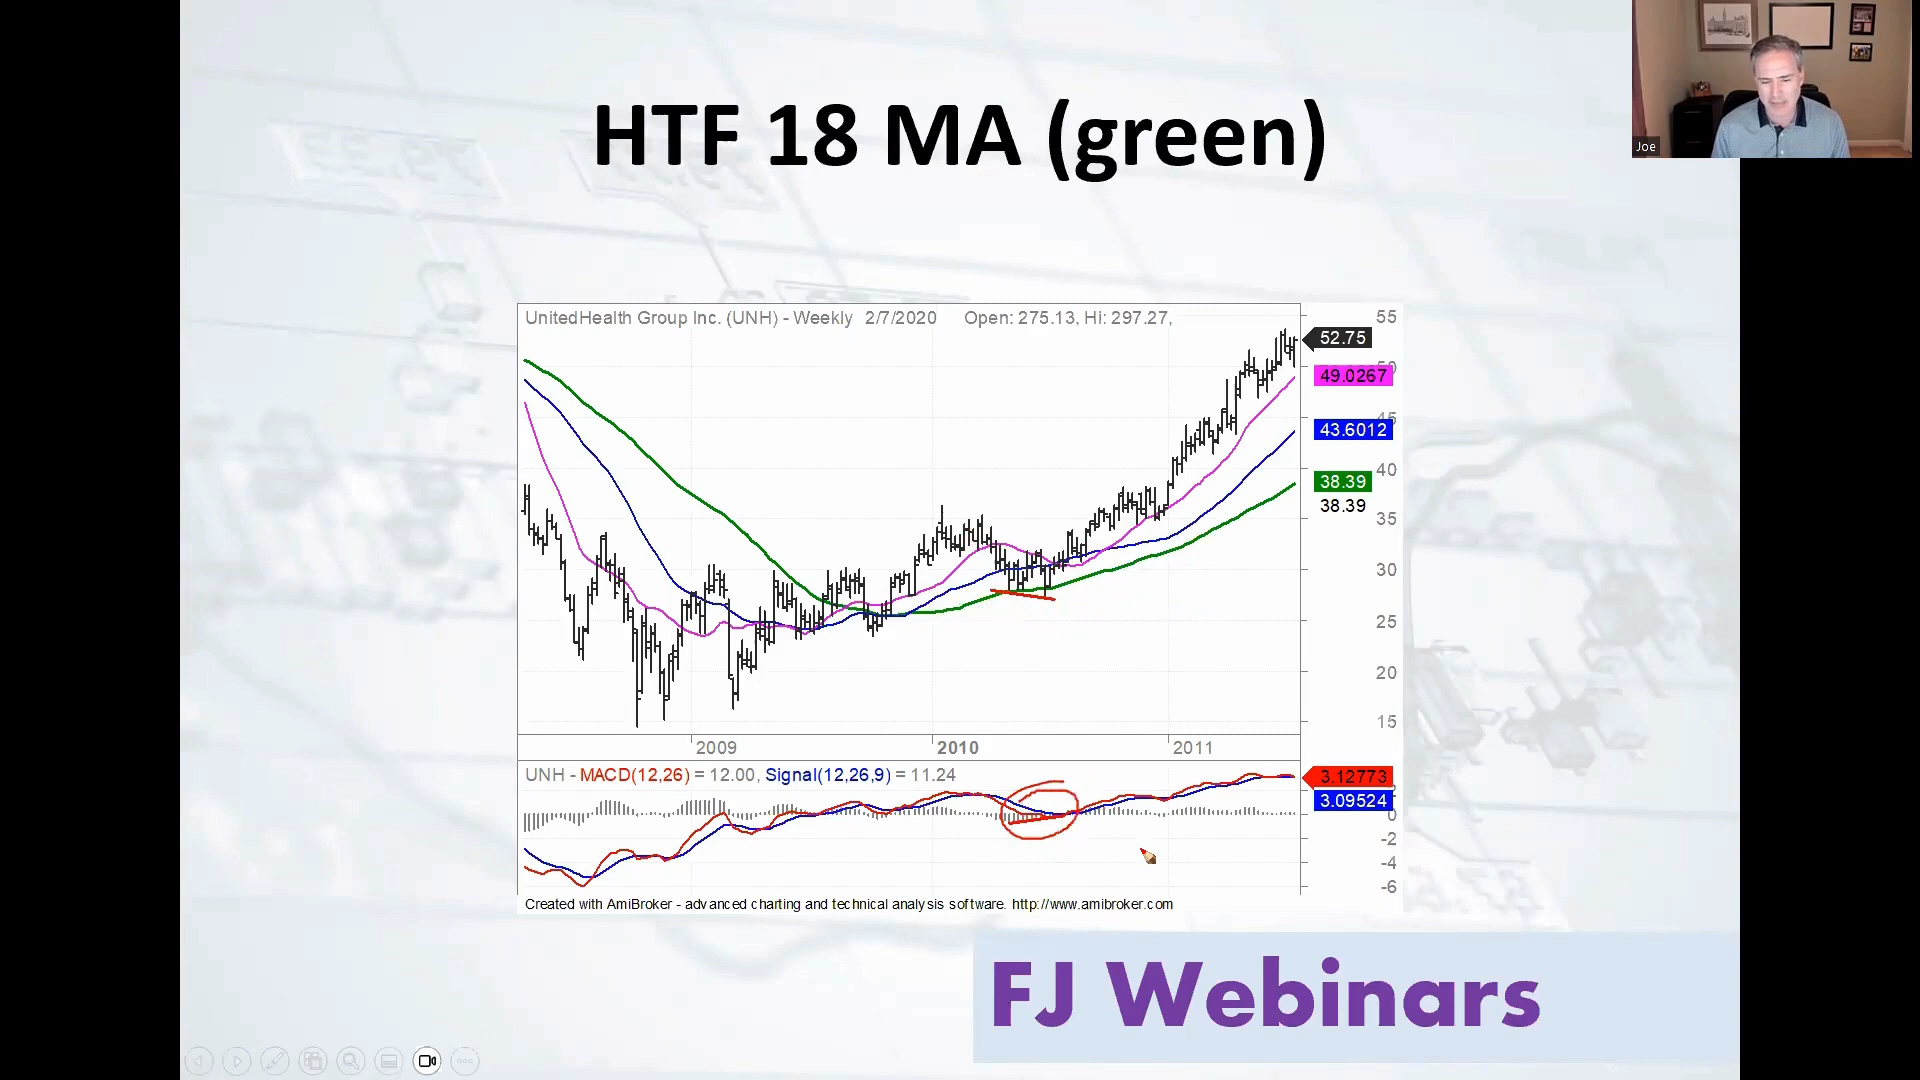 HTF 18 MA (green)
Joe
UnitedHealth Group Inc. (UNH) - Weekly 2/7/2020 Open: 275.13, Hi: 297.27,
55
52.75
49.0267
45
43.6012
40
38.39
38.39
35
30
25
20
15
2009 2010 2011
UNH - MACD(12,26) = 12.00, Signal(12,26,9) = 11.24
3.12773
3.09524
0
-2
-4
-6
Created with AmiBroker - advanced charting and technical analysis software. http://www.amibroker.com
FJ Webinars